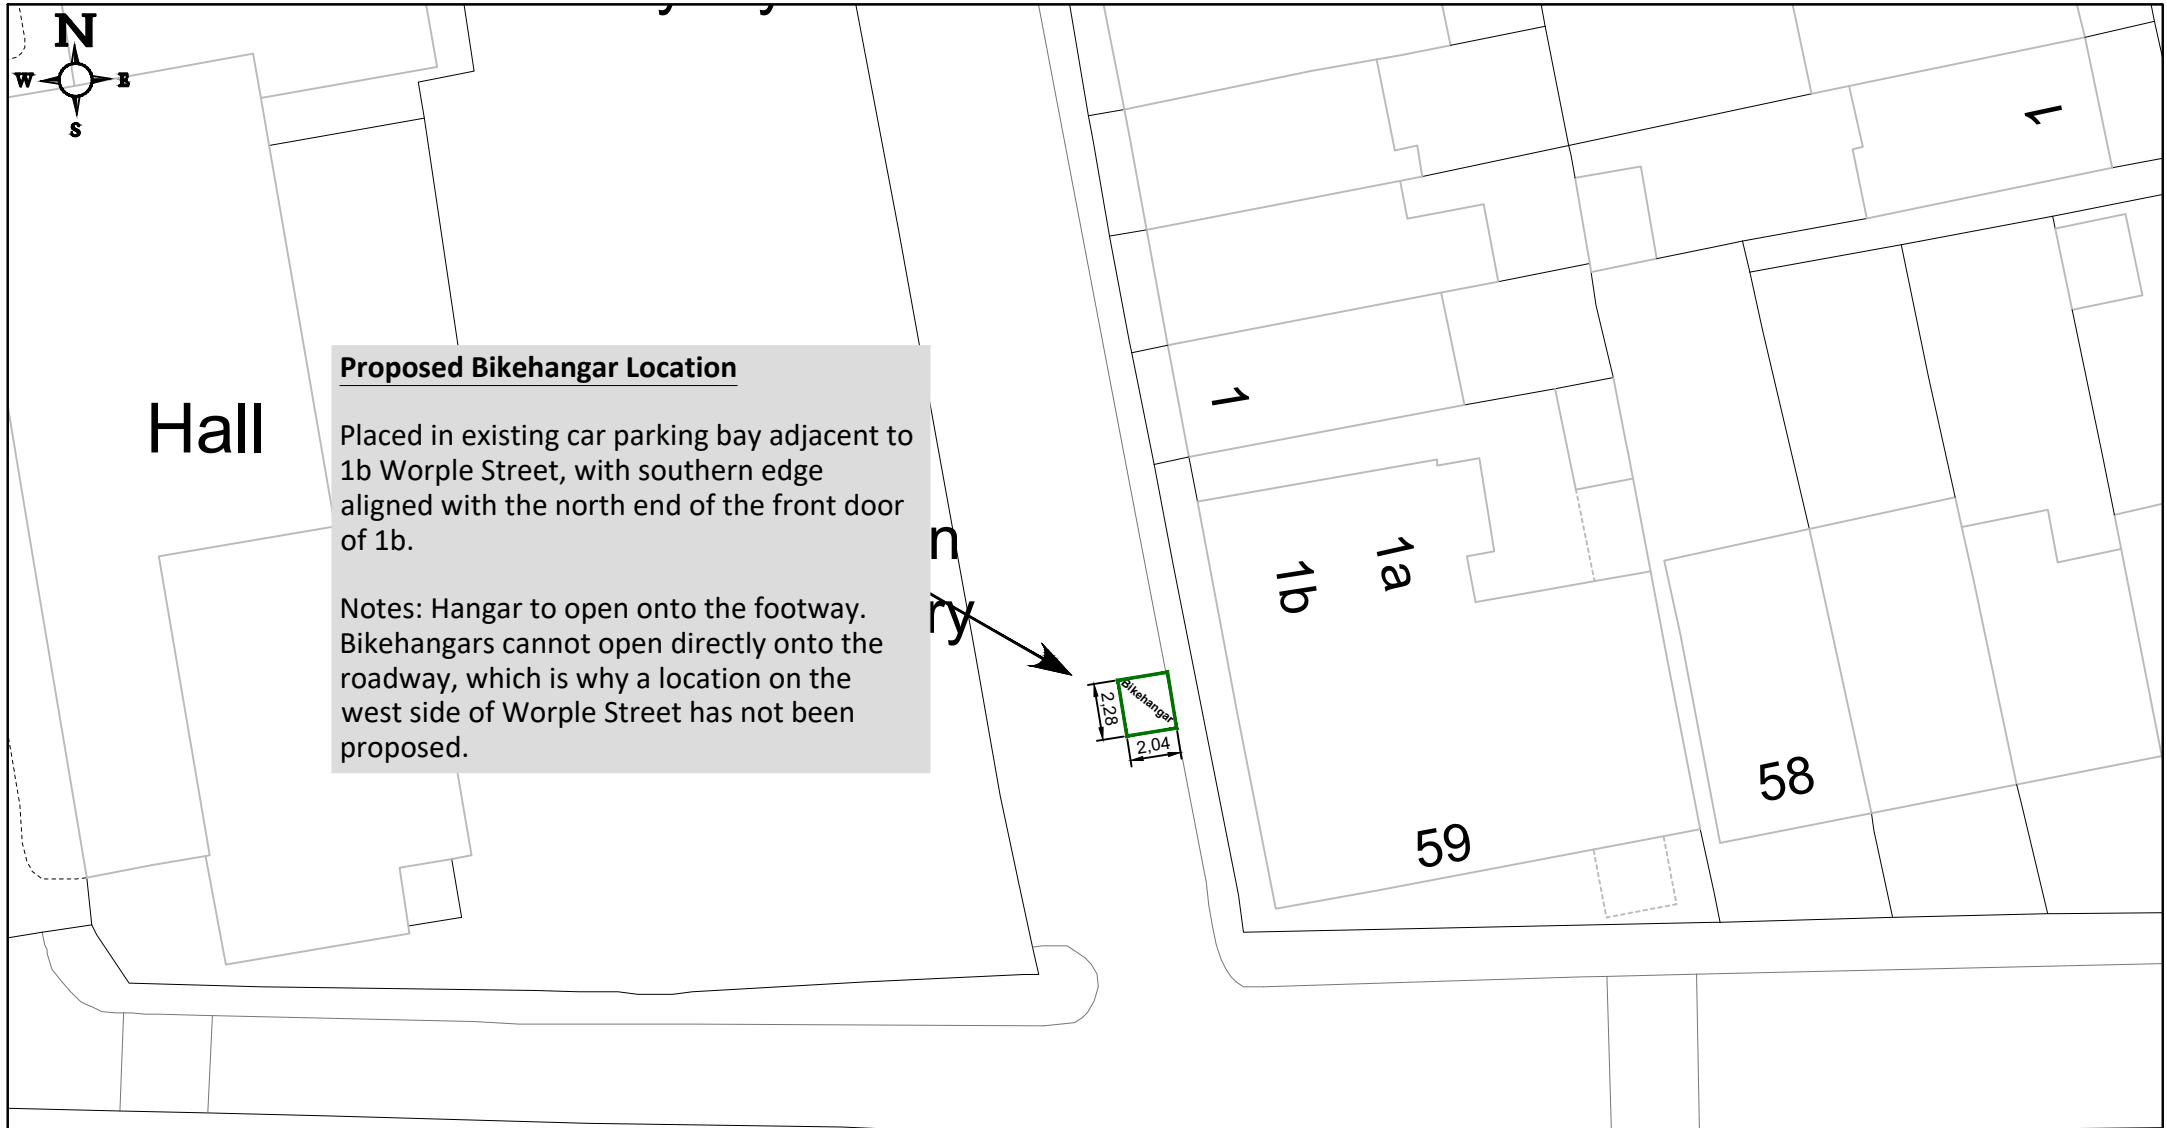 N
W E
S
1
Proposed Bikehangar Location
Placed in existing car parking bay adjacent to
1b Worple Street, with southern edge
aligned with the north end of the front door
of 1b.
Notes: Hangar to open onto the footway.
Bikehangars cannot open directly onto the
roadway, which is why a location on the
west side of Worple Street has not been
proposed.
Hall
1
n
ry
1b
1a
Bikehangar
2,28
2,04
58
59